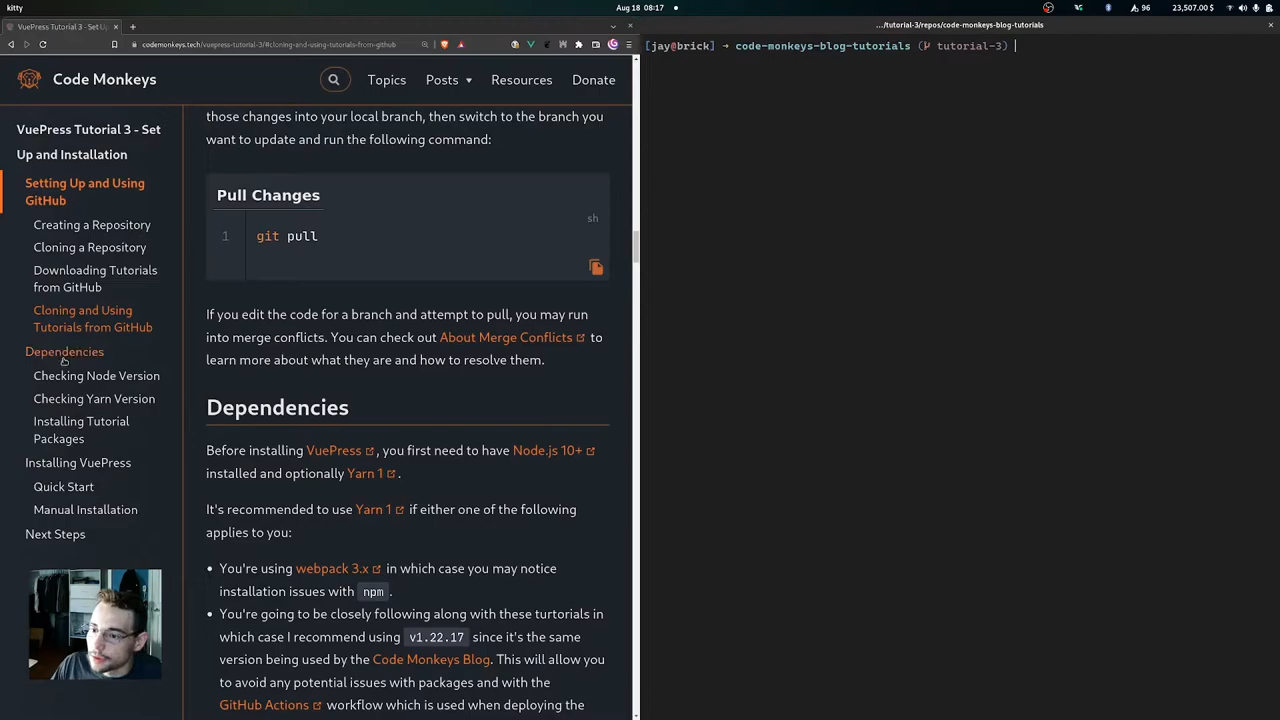 kitty
Aug 18 08:17
96
23,507.00 $
VuePress Tutorial 3 - Set Up
codemonkeys.tech/vuepress-tutorial-3/#cloning-and-using-tutorials-from-github
Code Monkeys
Topics
Posts
Resources
Donate
VuePress Tutorial 3 - Set
Up and Installation
Setting Up and Using
GitHub
Creating a Repository
Cloning a Repository
Downloading Tutorials
from GitHub
Cloning and Using
Tutorials from GitHub
Dependencies
Checking Node Version
Checking Yarn Version
Installing Tutorial
Packages
Installing VuePress
Quick Start
Manual Installation
Next Steps
those changes into your local branch, then switch to the branch you
want to update and run the following command:
Pull Changes
sh
1 git pull
If you edit the code for a branch and attempt to pull, you may run
into merge conflicts. You can check out About Merge Conflicts to
learn more about what they are and how to resolve them.
Dependencies
Before installing VuePress , you first need to have Node.js 10+
installed and optionally Yarn 1 .
It's recommended to use Yarn 1 if either one of the following
applies to you:
• You're using webpack 3.x in which case you may notice
installation issues with npm .
• You're going to be closely following along with these turtorials in
which case I recommend using v1.22.17 since it's the same
version being used by the Code Monkeys Blog. This will allow you
to avoid any potential issues with packages and with the
GitHub Actions workflow which is used when deploying the
.../tutorial-3/repos/code-monkeys-blog-tutorials
[jay@brick] → code-monkeys-blog-tutorials ( tutorial-3)